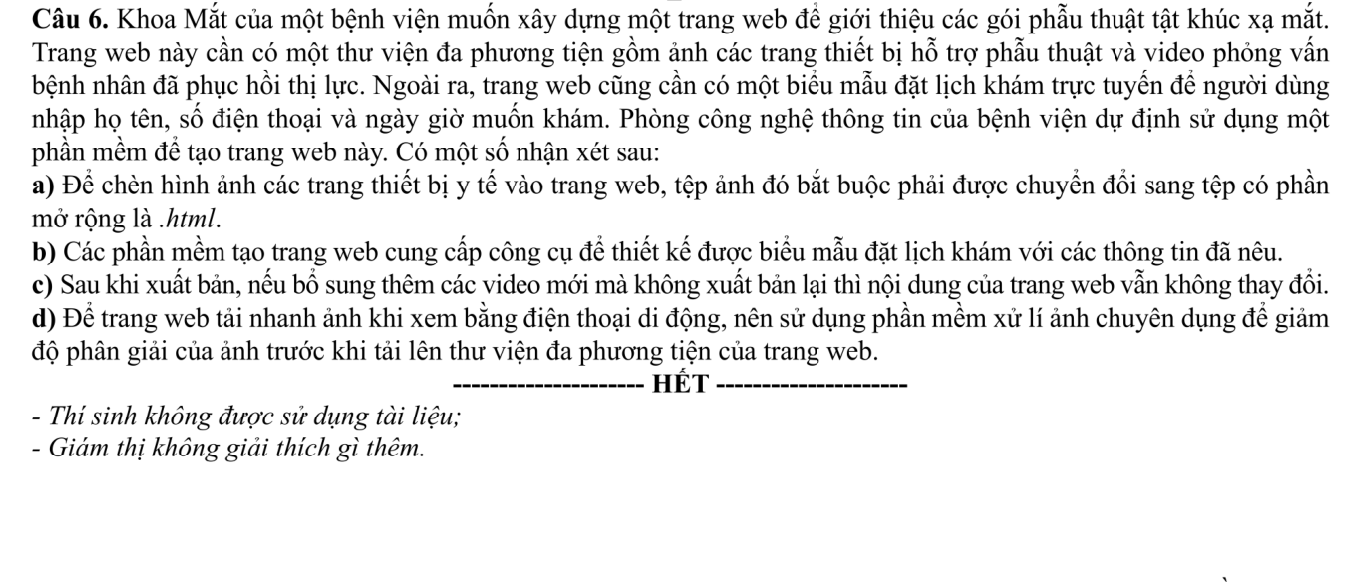 Câu 6. Khoa Mắt của một bệnh viện muốn xây dựng một trang web để giới thiệu các gói phẫu thuật tật khúc xạ mắt.
Trang web này cần có một thư viện đa phương tiện gồm ảnh các trang thiết bị hỗ trợ phẫu thuật và video phỏng vấn
bệnh nhân đã phục hồi thị lực. Ngoài ra, trang web cũng cần có một biểu mẫu đặt lịch khám trực tuyến để người dùng
nhập họ tên, số điện thoại và ngày giờ muốn khám. Phòng công nghệ thông tin của bệnh viện dự định sử dụng một
phần mềm để tạo trang web này. Có một số nhận xét sau:
a) Để chèn hình ảnh các trang thiết bị y tế vào trang web, tệp ảnh đó bắt buộc phải được chuyển đổi sang tệp có phần
mở rộng là .html.
b) Các phần mềm tạo trang web cung cấp công cụ để thiết kế được biểu mẫu đặt lịch khám với các thông tin đã nêu.
c) Sau khi xuất bản, nếu bổ sung thêm các video mới mà không xuất bản lại thì nội dung của trang web vẫn không thay đổi.
d) Để trang web tải nhanh ảnh khi xem bằng điện thoại di động, nên sử dụng phần mềm xử lí ảnh chuyên dụng để giảm
độ phân giải của ảnh trước khi tải lên thư viện đa phương tiện của trang web.
--------------------- HẾT ---------------------
- Thí sinh không được sử dụng tài liệu;
- Giám thị không giải thích gì thêm.